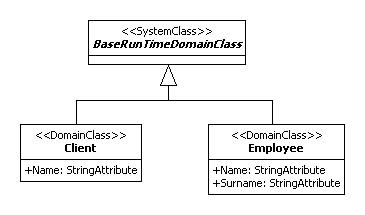 <<SystemClass>>
BaseRunTimeDomainClass
<<DomainClass>>
Client
+Name: StringAttribute
<<DomainClass>>
Employee
+Name: StringAttribute
+Surname: StringAttribute